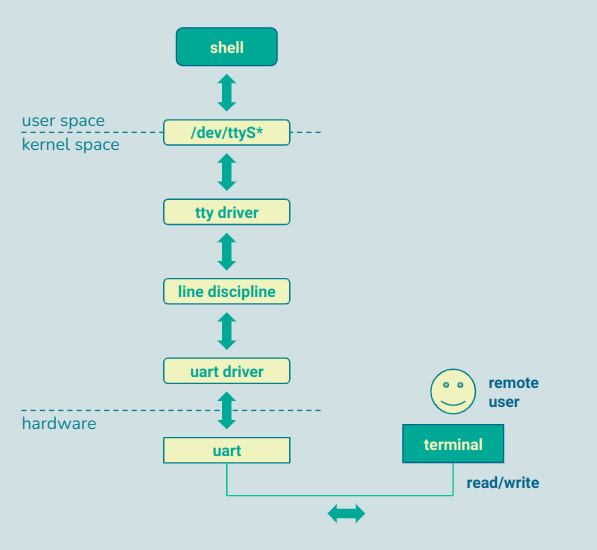 shell
user space
/dev/ttyS*
kernel space
tty driver
line discipline
uart driver
remote
user
hardware
uart
terminal
read/write